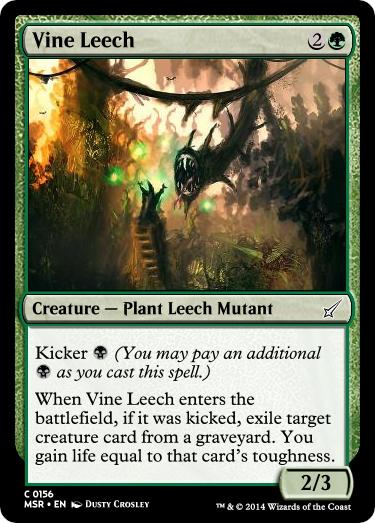 Vine Leech 2
Creature — Plant Leech Mutant
Kicker (You may pay an additional
as you cast this spell.)
When Vine Leech enters the
battlefield, if it was kicked, exile target
creature card from a graveyard. You
gain life equal to that card's toughness.
2/3
C 0156
MSR • EN DUSTY CROSLEY
™ & © 2014 Wizards of the Coast